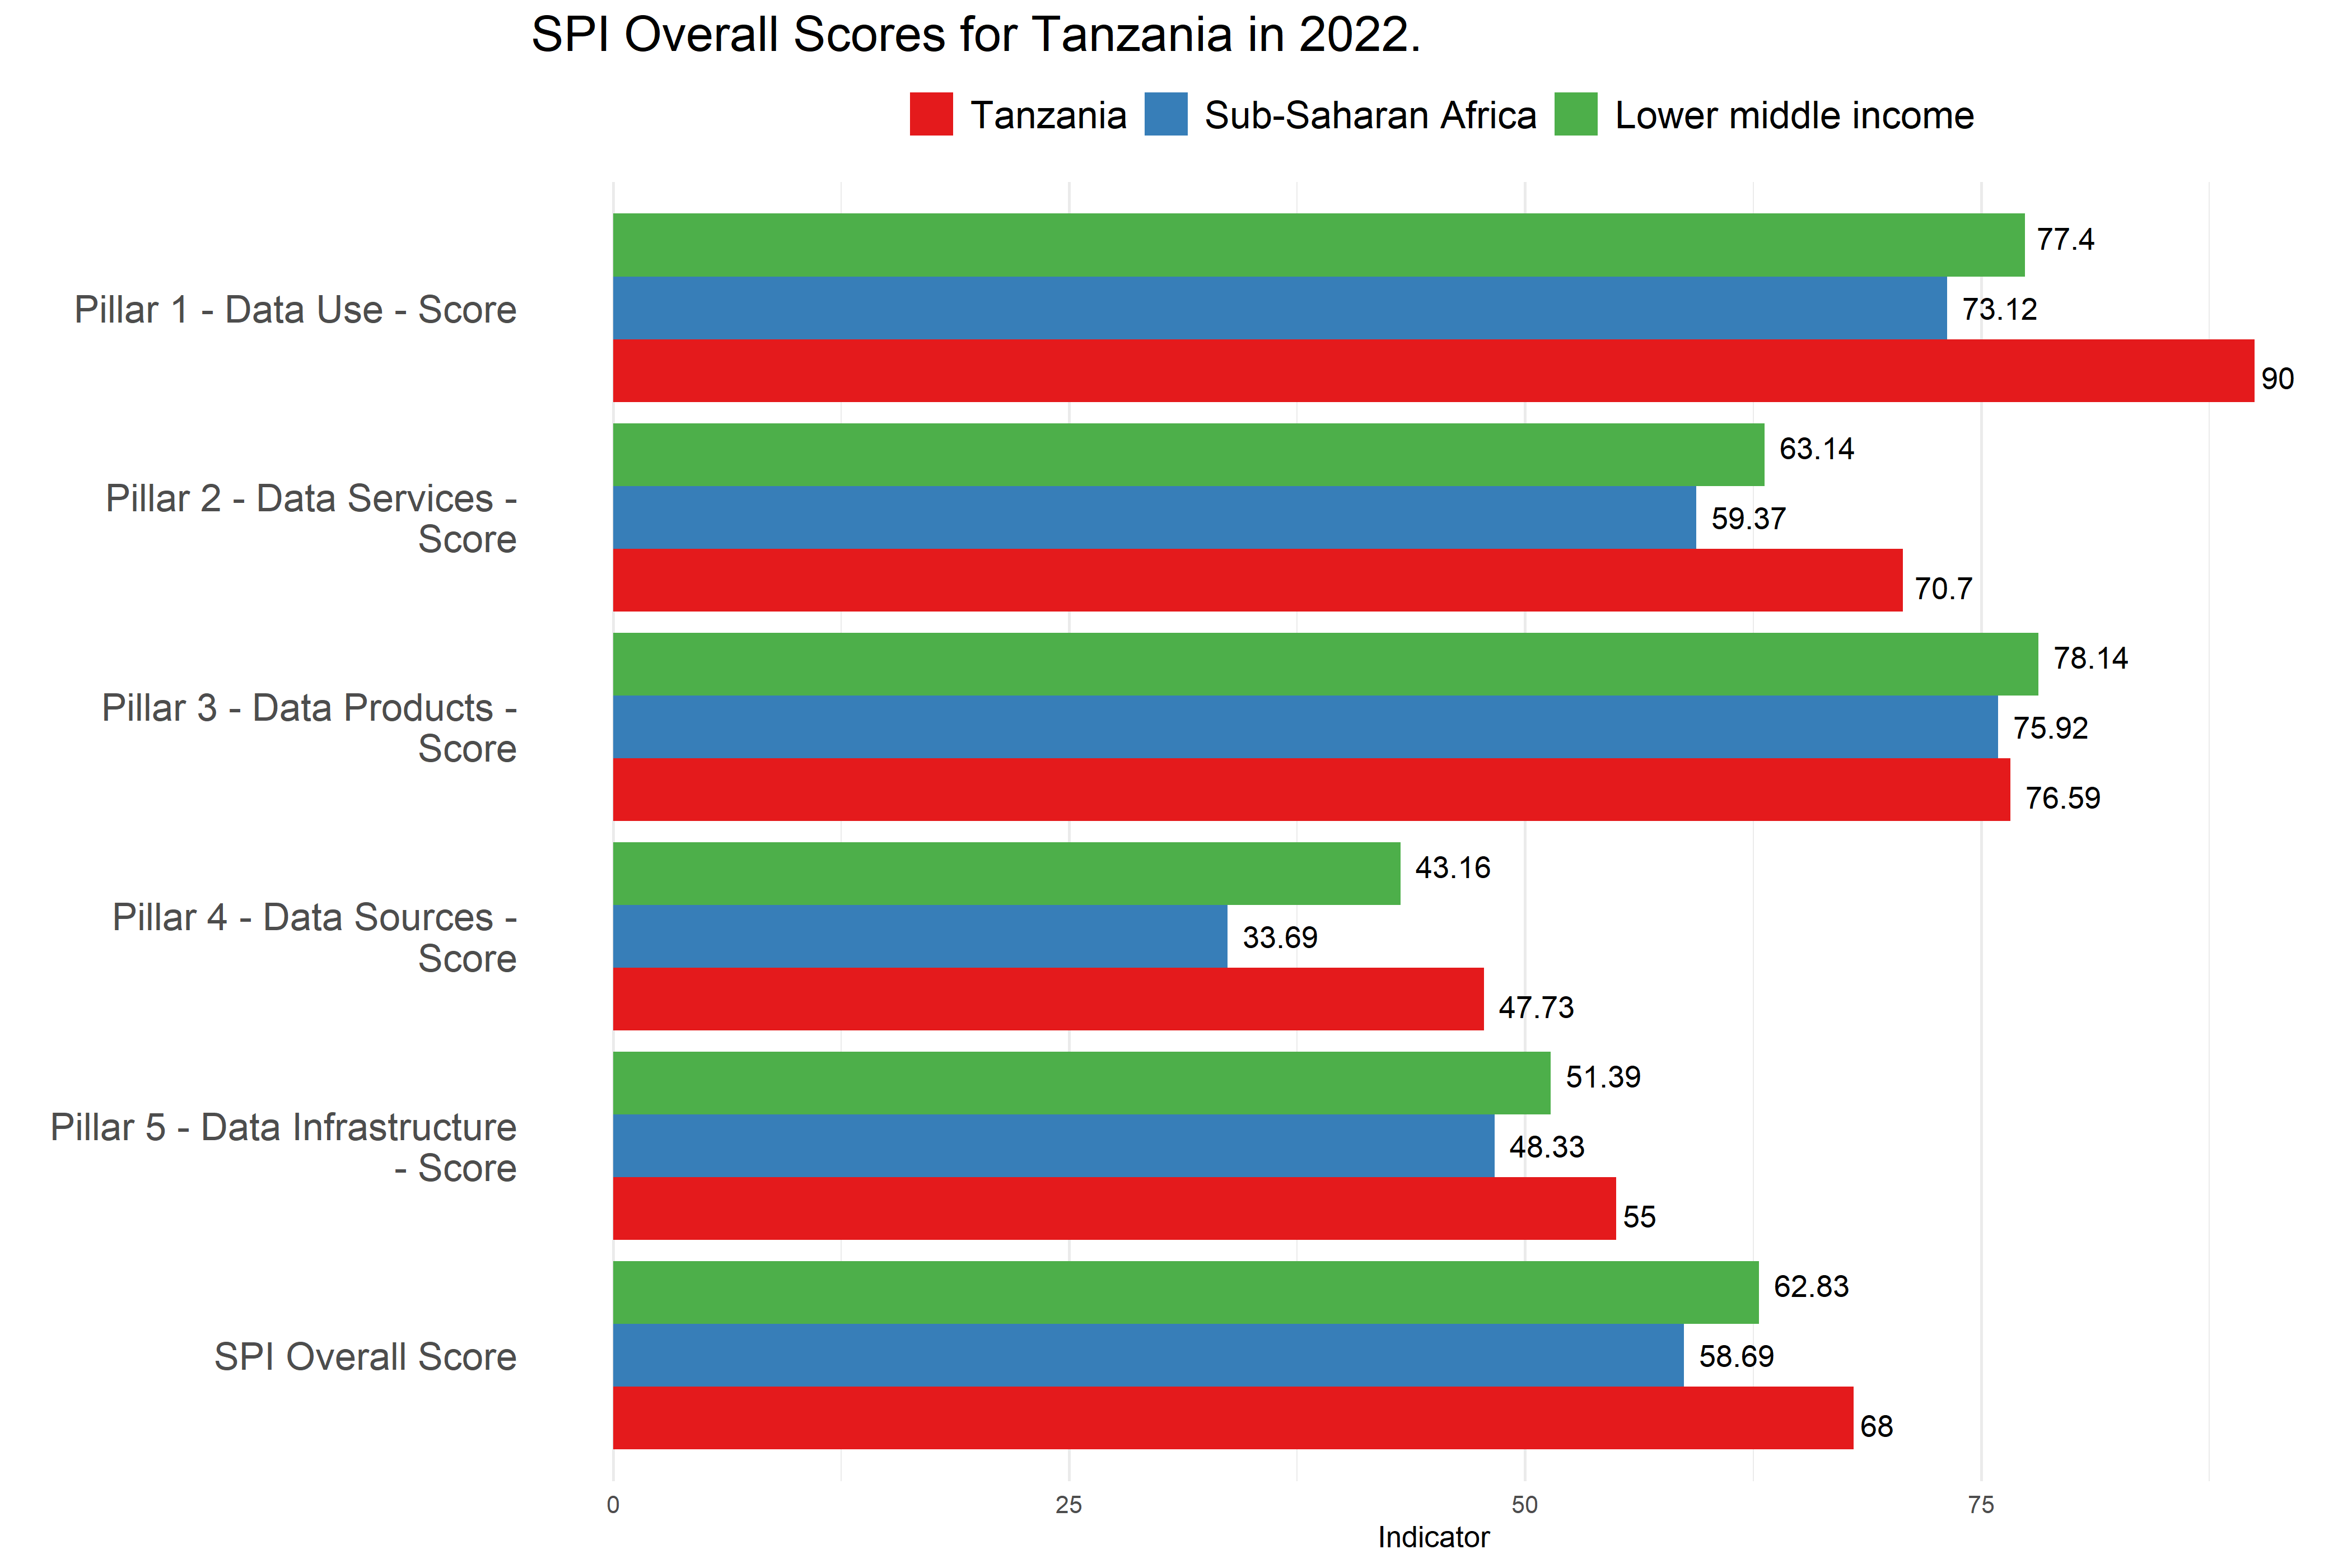 SPI Overall Scores for Tanzania in 2022.
Tanzania Sub-Saharan Africa Lower middle income
Pillar 1 - Data Use - Score
77.4
73.12
90
Pillar 2 - Data Services -
Score
63.14
59.37
70.7
Pillar 3 - Data Products -
Score
78.14
75.92
76.59
Pillar 4 - Data Sources -
Score
43.16
33.69
47.73
Pillar 5 - Data Infrastructure
- Score
51.39
48.33
55
SPI Overall Score
62.83
58.69
68
0 25 50 75
Indicator